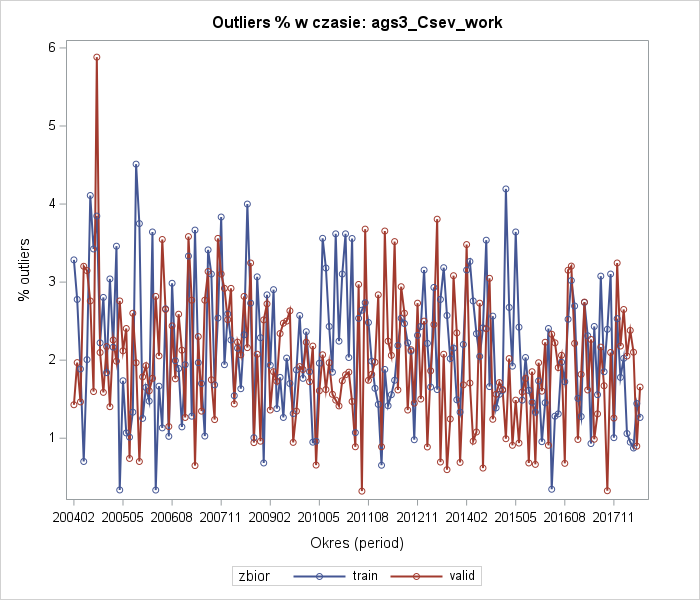 Outliers % w czasie: ags3_Csev_work
6
5
4
3
2
1
% outliers
200402 200505 200608 200711 200902 201005 201108 201211 201402 201505 201608 201711
Okres (period)
zbior train valid